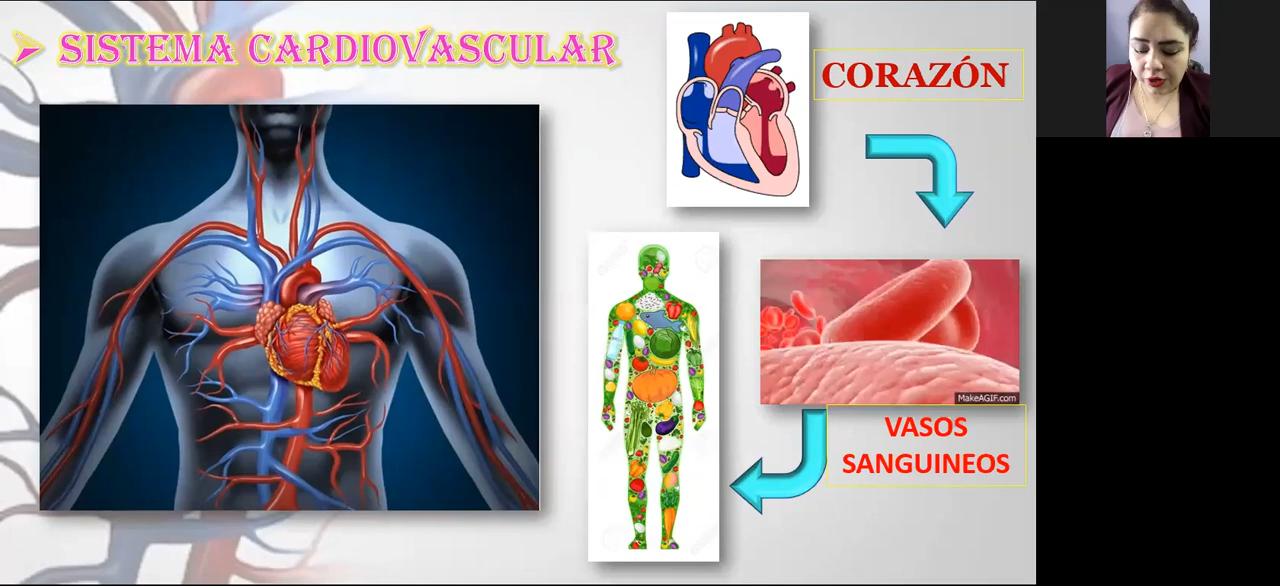 SISTEMA CARDIOVASCULAR
CORAZÓN
MakeAGIF.com
VASOS
SANGUINEOS